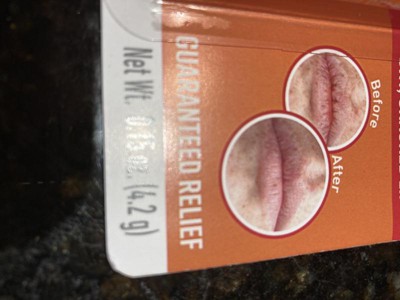 Before
After
GUARANTEED RELIEF
Net Wt. 0.15 oz. (4.2 g)